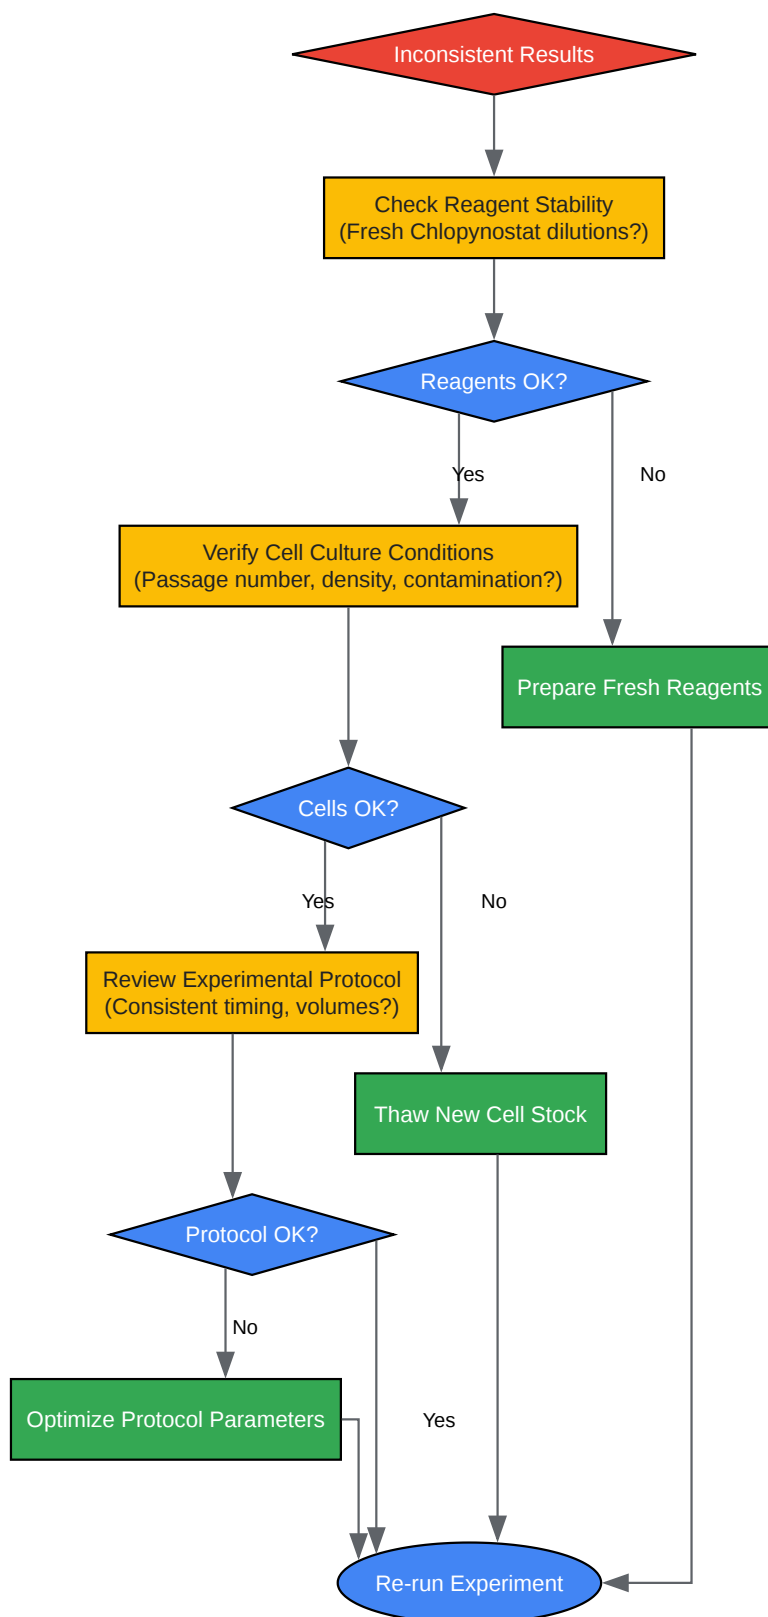 Inconsistent Results
Check Reagent Stability
(Fresh Chlopynostat dilutions?)
Reagents OK?
Yes
No
Verify Cell Culture Conditions
(Passage number, density, contamination?)
Prepare Fresh Reagents
Cells OK?
Yes
No
Review Experimental Protocol
(Consistent timing, volumes?)
Thaw New Cell Stock
Protocol OK?
No
Optimize Protocol Parameters
Yes
Re-run Experiment